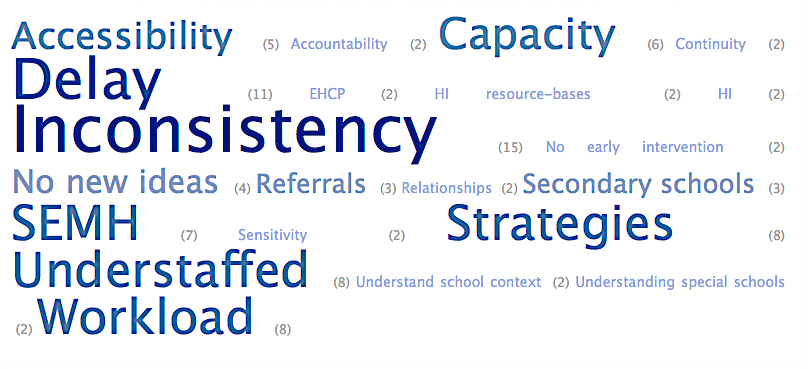 Accessibility (5) Accountability (2) Capacity (6) Continuity (2)
Delay (11) EHCP (2) HI resource-bases (2) HI (2)
Inconsistency (15) No early intervention (2)
No new ideas (4) Referrals (3) Relationships (2) Secondary schools (3)
SEMH (7) Sensitivity (2) Strategies (8)
Understaffed (8) Understand school context (2) Understanding special schools
(2) Workload (8)